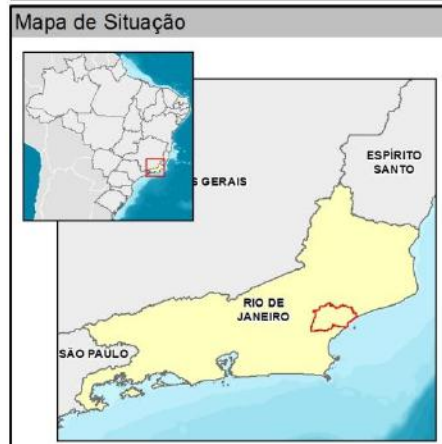 Mapa de Situação
ESPÍRITO
SANTO
S GERAIS
RIO DE
JANEIRO
SÃO PAULO